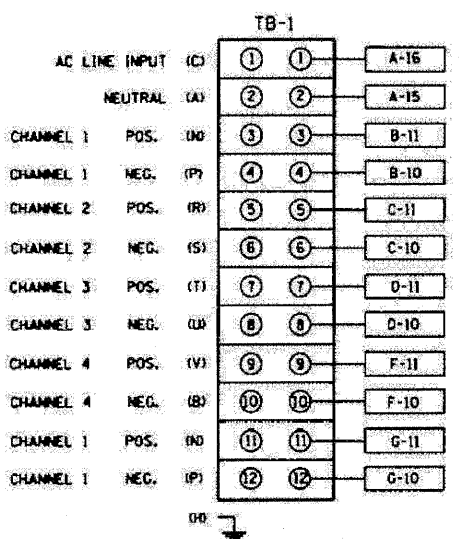 TB-1
AC LINE INPUT (C) 1 1 A-16
NEUTRAL (A) 2 2 A-15
CHANNEL 1 POS. (N) 3 3 B-11
CHANNEL 1 NEG. (P) 4 4 B-10
CHANNEL 2 POS. (R) 5 5 C-11
CHANNEL 2 NEG. (S) 6 6 C-10
CHANNEL 3 POS. (T) 7 7 D-11
CHANNEL 3 NEG. (U) 8 8 D-10
CHANNEL 4 POS. (V) 9 9 F-11
CHANNEL 4 NEG. (B) 10 10 F-10
CHANNEL 1 POS. (N) 11 11 G-11
CHANNEL 1 NEG. (P) 12 12 G-10
(H)